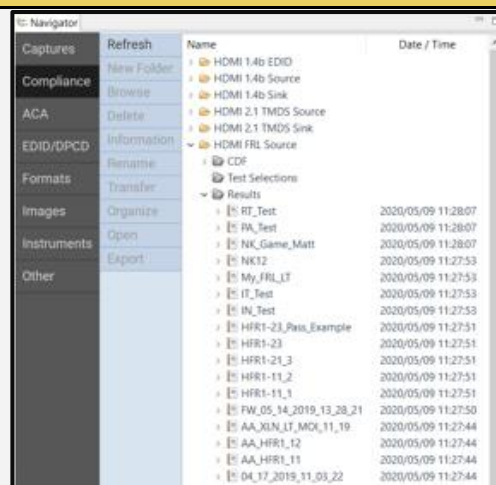 Navigator
Captures
Compliance
ACA
EDID/DPCD
Formats
Images
Instruments
Other
Refresh
New Folder
Browse
Delete
Information
Rename
Transfer
Organize
Open
Export
Name Date / Time
HDMI 1.4b EDID
HDMI 1.4b Source
HDMI 1.4b Sink
HDMI 2.1 TMDS Source
HDMI 2.1 TMDS Sink
HDMI FRL Source
CDF
Test Selections
Results
RT_Test 2020/05/09 11:28:07
PA_Test 2020/05/09 11:28:07
NK_Game_Matt 2020/05/09 11:28:07
NK12 2020/05/09 11:27:53
My_FRL_LT 2020/05/09 11:27:53
IT_Test 2020/05/09 11:27:53
IN_Test 2020/05/09 11:27:53
HFR1-23_Pass_Example 2020/05/09 11:27:51
HFR1-23 2020/05/09 11:27:51
HFR1-21_3 2020/05/09 11:27:51
HFR1-11_2 2020/05/09 11:27:51
HFR1-11_1 2020/05/09 11:27:51
FW_05_14_2019_13_28_21 2020/05/09 11:27:50
AA_XLN_LT_MOI_11_19 2020/05/09 11:27:44
AA_HFR1_12 2020/05/09 11:27:44
AA_HFR1_11 2020/05/09 11:27:44
04_17_2019_11_03_22 2020/05/09 11:27:44